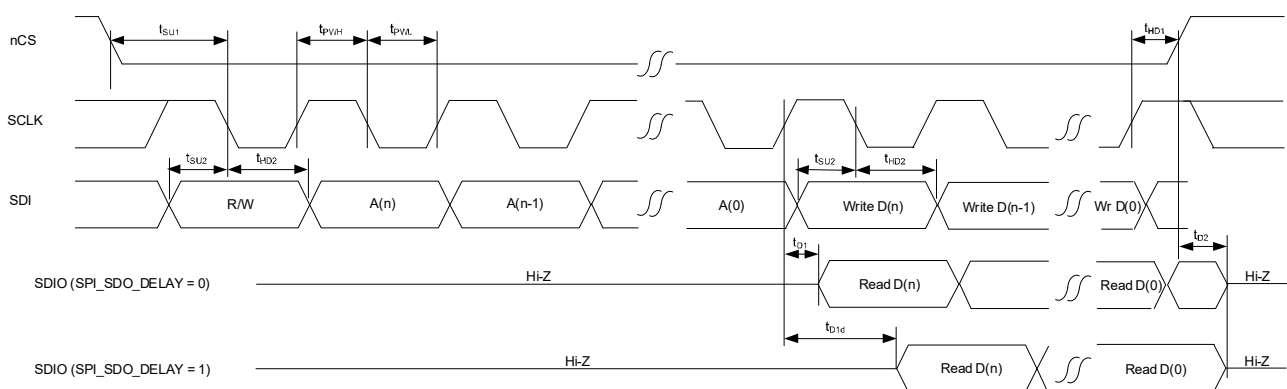 nCS
tSU1
tPWH
tPWL
tHD1
SCLK
tSU2
tHD2
tSU2
tHD2
SDI
R/W
A(n)
A(n-1)
A(0)
Write D(n)
Write D(n-1)
Wr D(0)
tD1
tD2
SDIO (SPI_SDO_DELAY = 0)
Hi-Z
Read D(n)
Read D(0)
Hi-Z
tD1d
SDIO (SPI_SDO_DELAY = 1)
Hi-Z
Read D(n)
Read D(0)
Hi-Z